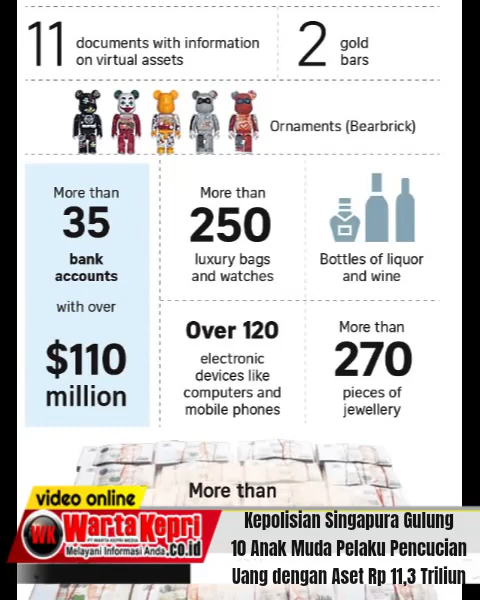 11 documents with information
on virtual assets
2 gold
bars
Ornaments (Bearbrick)
More than
35
bank
accounts
with over
$110
million
More than
250
luxury bags
and watches
Bottles of liquor
and wine
Over 120
electronic
devices like
computers and
mobile phones
More than
270
pieces of
jewellery
More than
video online
WK WartaKepri
PT WARTA KEPRI MEDIA
Melayani Informasi Anda .co.id
Kepolisian Singapura Gulung
10 Anak Muda Pelaku Pencucian
Uang dengan Aset Rp 11,3 Triliun